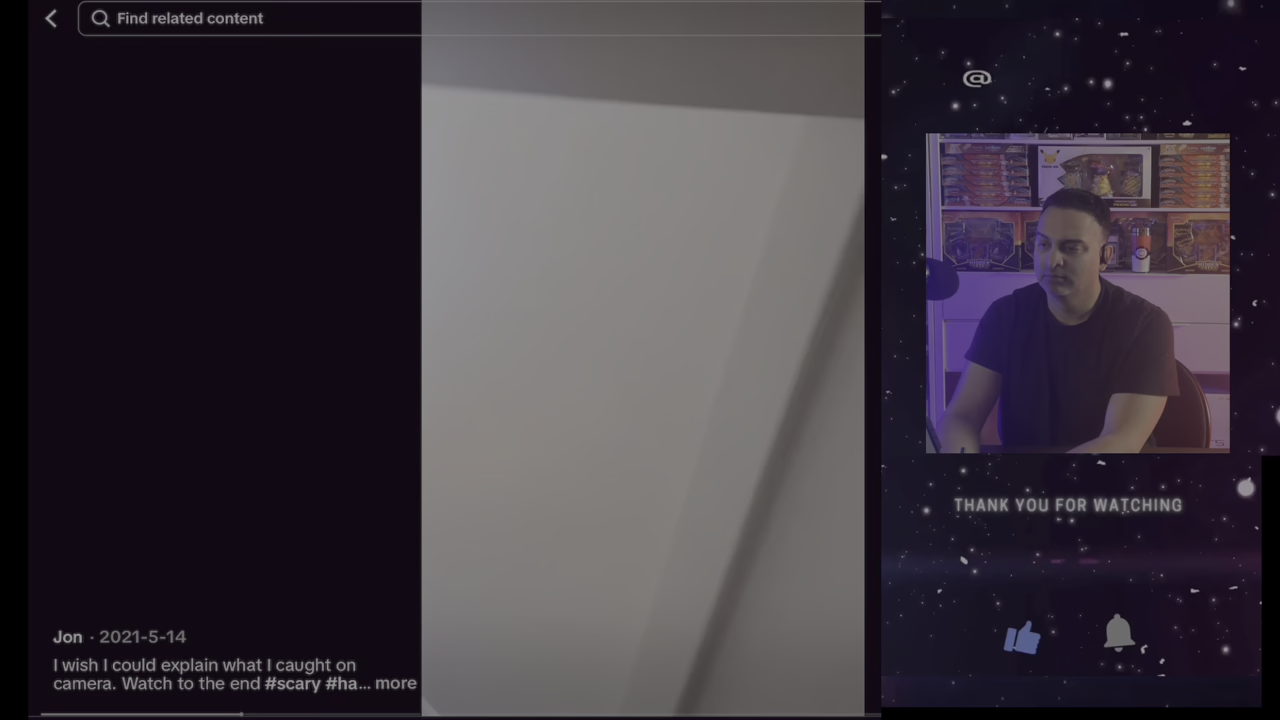 Find related content
@
THANK YOU FOR WATCHING
Jon · 2021-5-14
I wish I could explain what I caught on
camera. Watch to the end #scary #ha... more